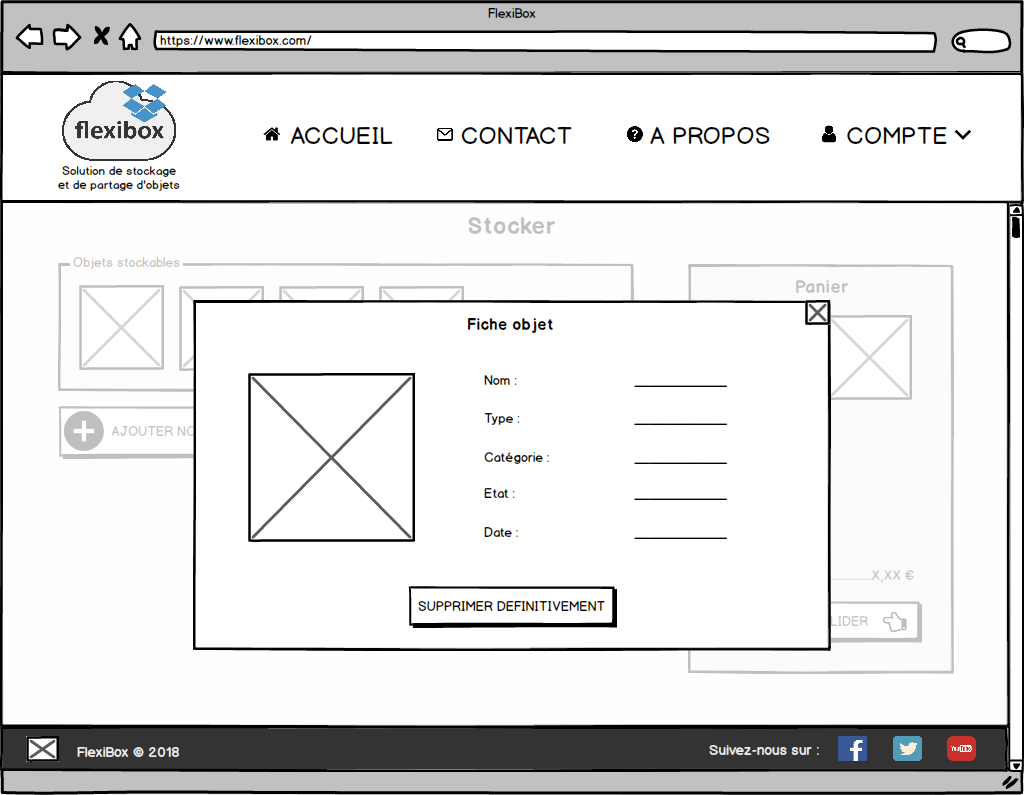 FlexiBox
https://www.flexibox.com/
flexibox
Solution de stockage
et de partage d'objets
ACCUEIL
CONTACT
A PROPOS
COMPTE
Stocker
Objets stockables
Panier
Fiche objet
Nom :
Type :
Catégorie :
Etat :
Date :
AJOUTER
X,XX €
SUPPRIMER DEFINITIVEMENT
FlexiBox © 2018
Suivez-nous sur :
YouTube